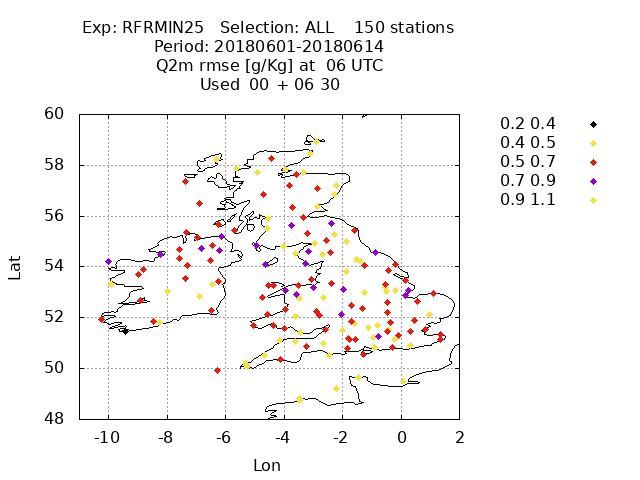 Exp: RFRMIN25 Selection: ALL 150 stations
Period: 20180601-20180614
Q2m rmse [g/Kg] at 06 UTC
Used 00 + 06 30
0.2 0.4
0.4 0.5
0.5 0.7
0.7 0.9
0.9 1.1
60
58
56
54
52
50
48
Lat
-10 -8 -6 -4 -2 0 2
Lon